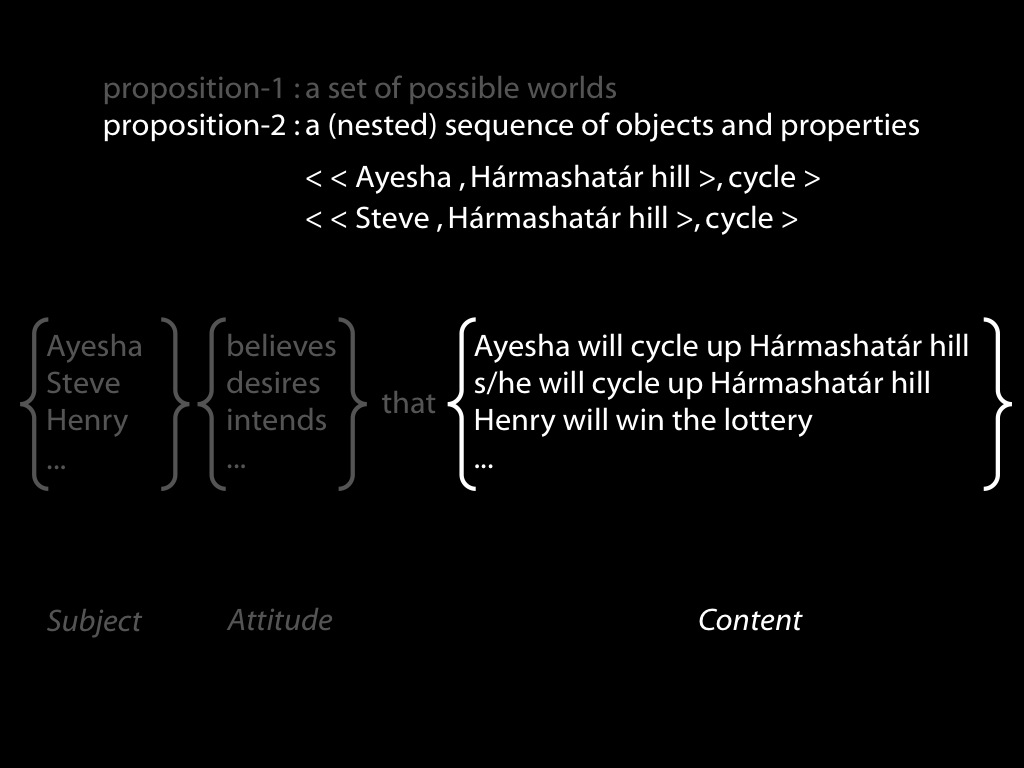 proposition-1 : a set of possible worlds
proposition-2 : a (nested) sequence of objects and properties
< < Ayesha , Hármashatár hill >, cycle >
< < Steve , Hármashatár hill >, cycle >
Ayesha
Steve
Henry
...
believes
desires
intends
...
that
Ayesha will cycle up Hármashatár hill
s/he will cycle up Hármashatár hill
Henry will win the lottery
...
Subject
Attitude
Content